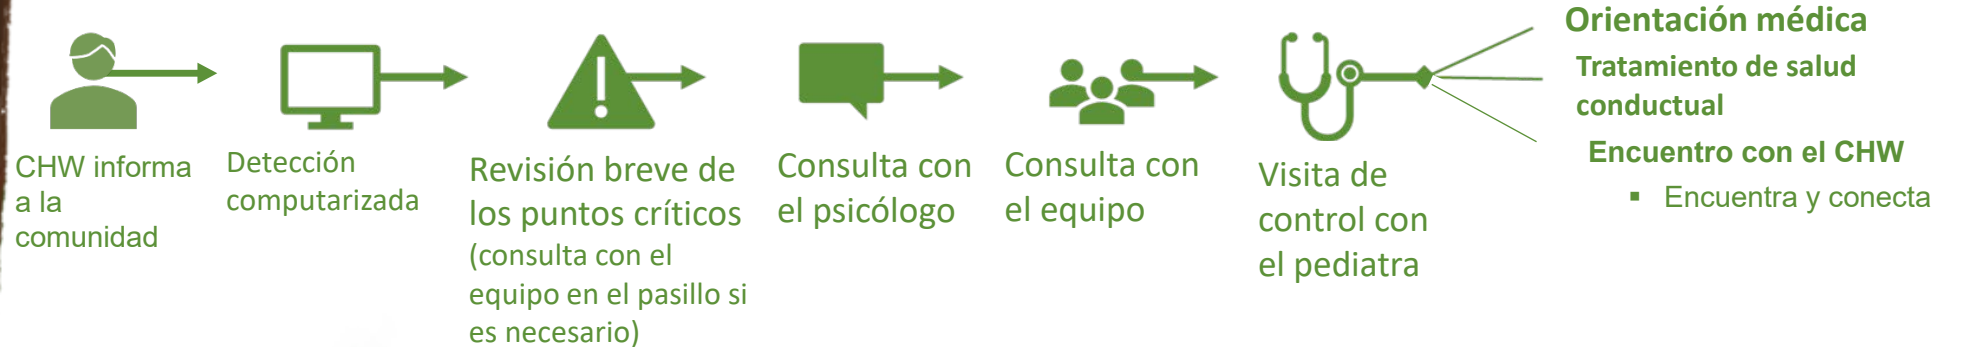 CHW informa
a la
comunidad
Detección
computarizada
Revisión breve de
los puntos críticos
(consulta con el
equipo en el pasillo si
es necesario)
Consulta con
el psicólogo
Consulta con
el equipo
Visita de
control con
el pediatra
Orientación médica
Tratamiento de salud
conductual
Encuentro con el CHW
▪ Encuentra y conecta